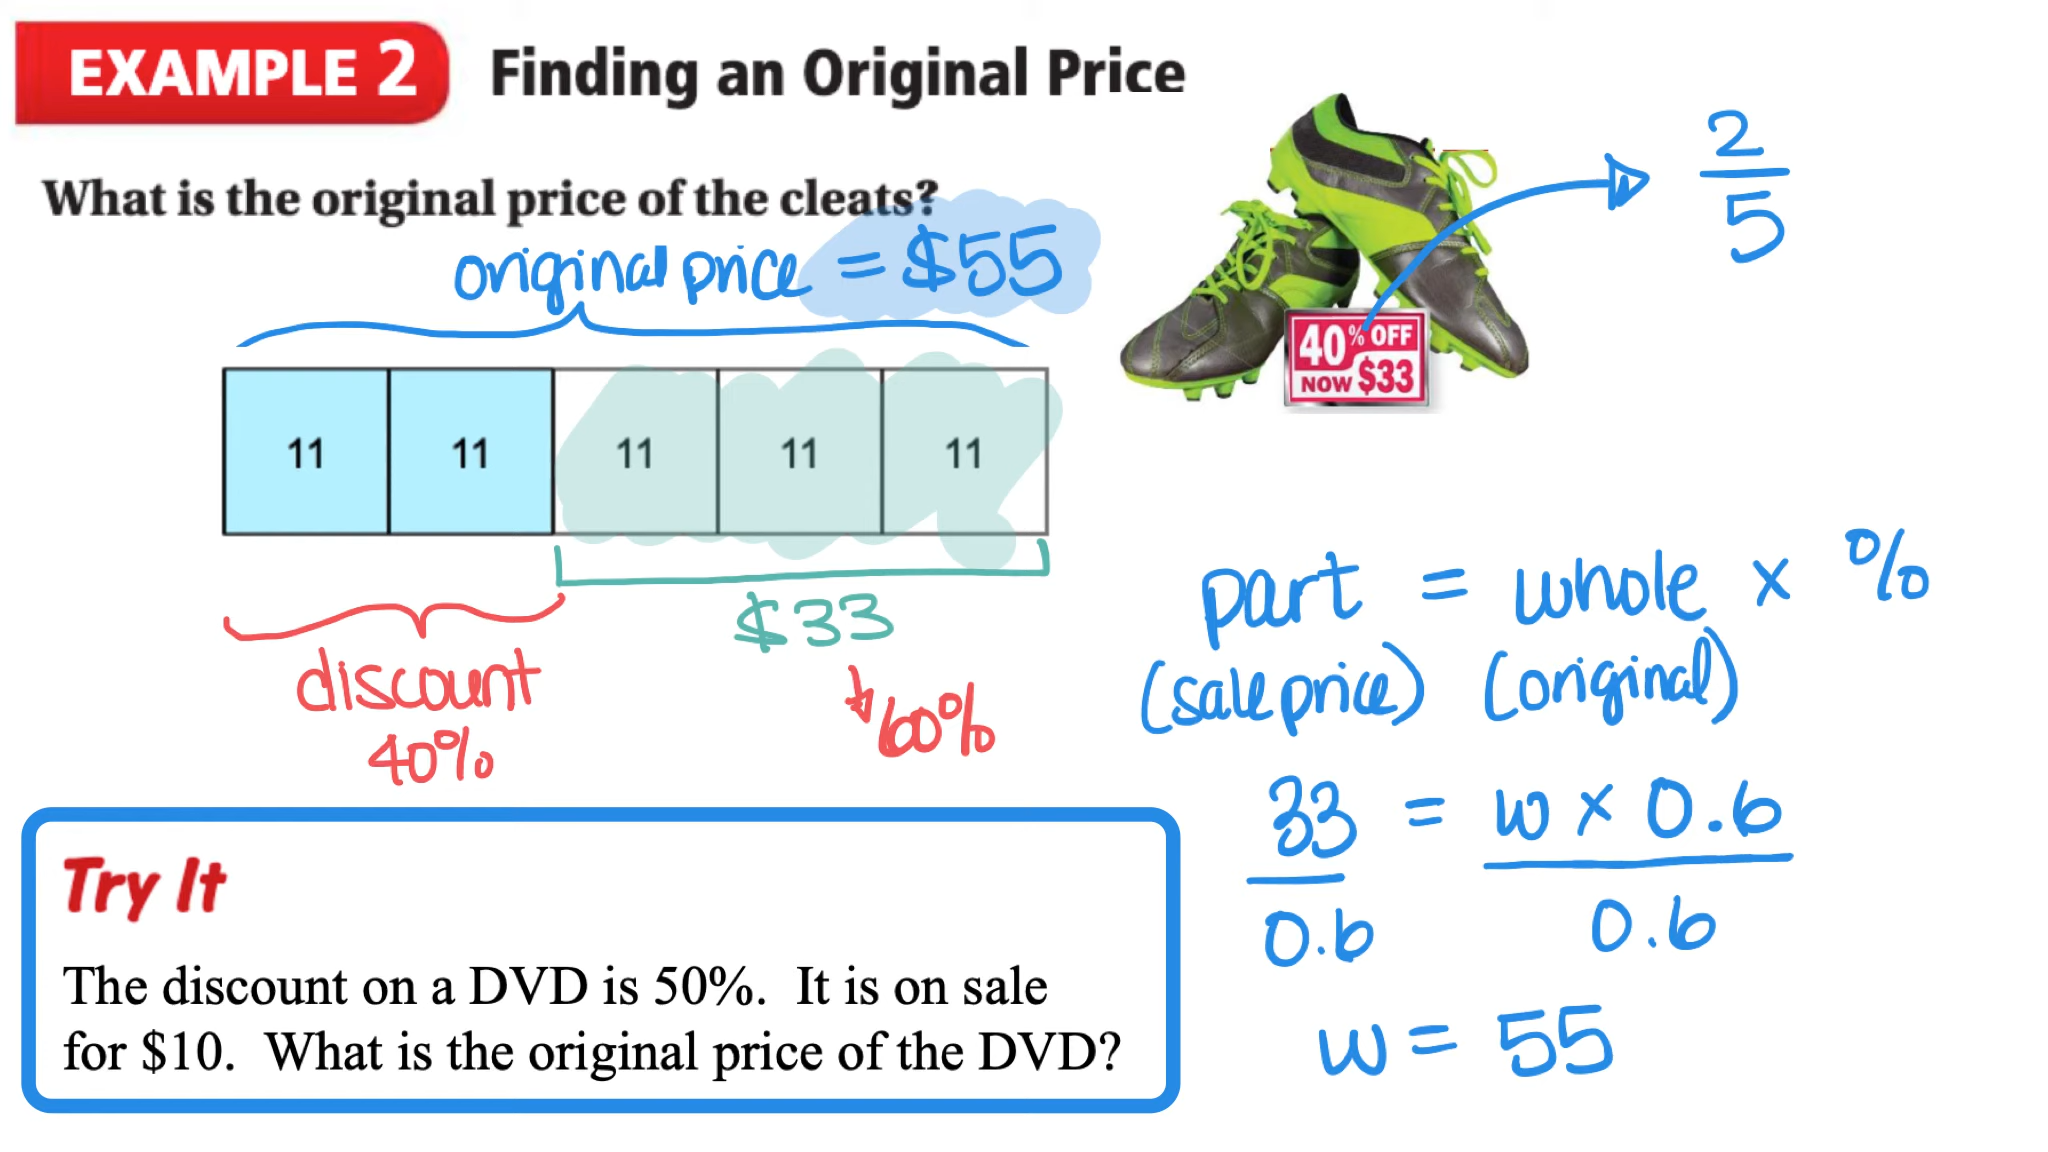 EXAMPLE 2 Finding an Original Price
What is the original price of the cleats?
original price = $55
2
5
40% OFF
NOW $33
11 11 11 11 11
$33
discount
40%
60%
part = whole x %
(sale price) (original)
33 = w x 0.6
0.6 0.6
w = 55
Try It
The discount on a DVD is 50%. It is on sale
for $10. What is the original price of the DVD?